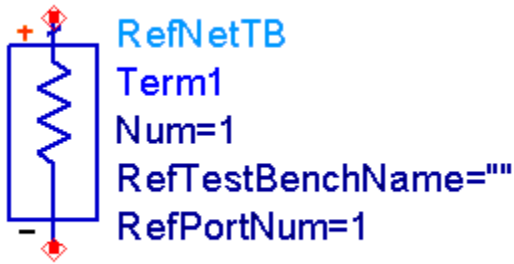 +
RefNetTB
Term1
Num=1
RefTestBenchName=""
RefPortNum=1
-